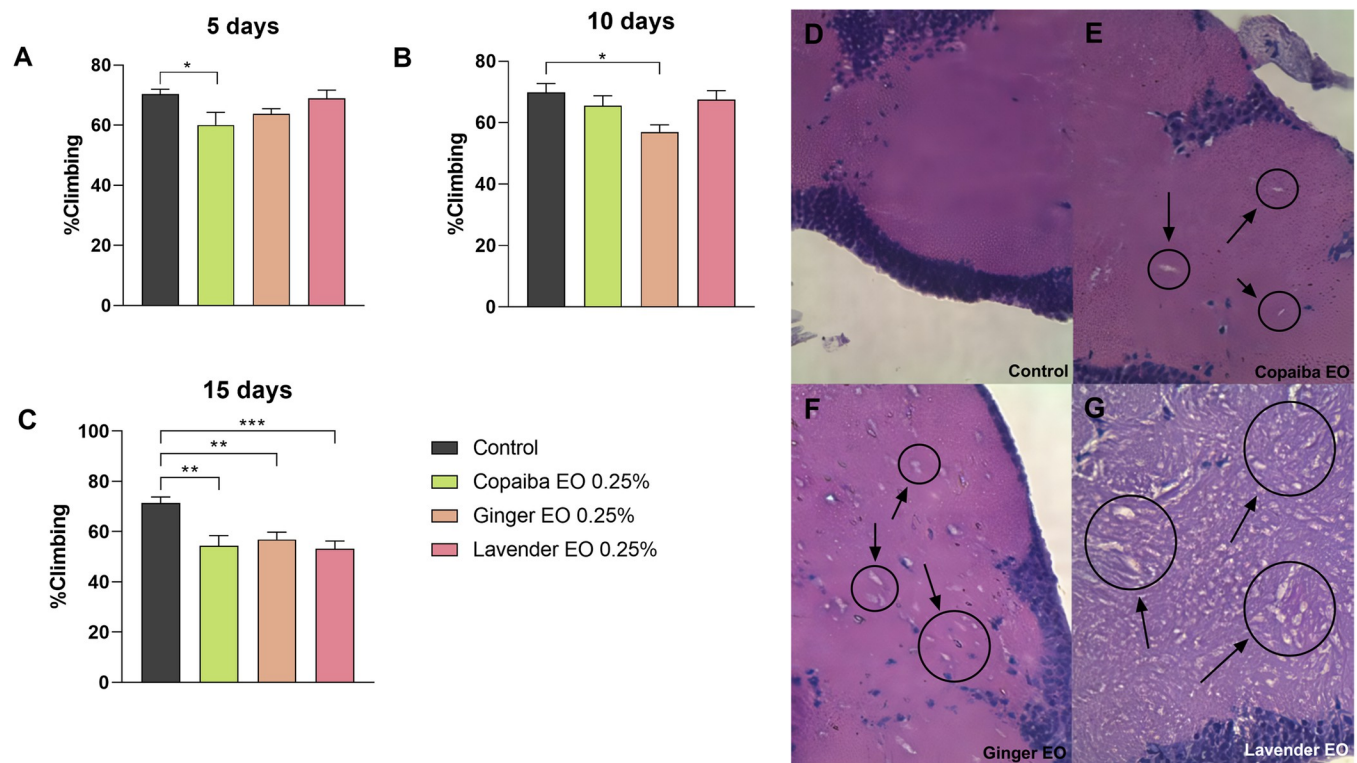 5 days
A
%Climbing
80
60
40
20
0
*
10 days
B
%Climbing
80
60
40
20
0
*
15 days
C
%Climbing
100
80
60
40
20
0
***
**
**
Control
Copaiba EO 0.25%
Ginger EO 0.25%
Lavender EO 0.25%
D
Control
E
Copaiba EO
F
Ginger EO
G
Lavender EO